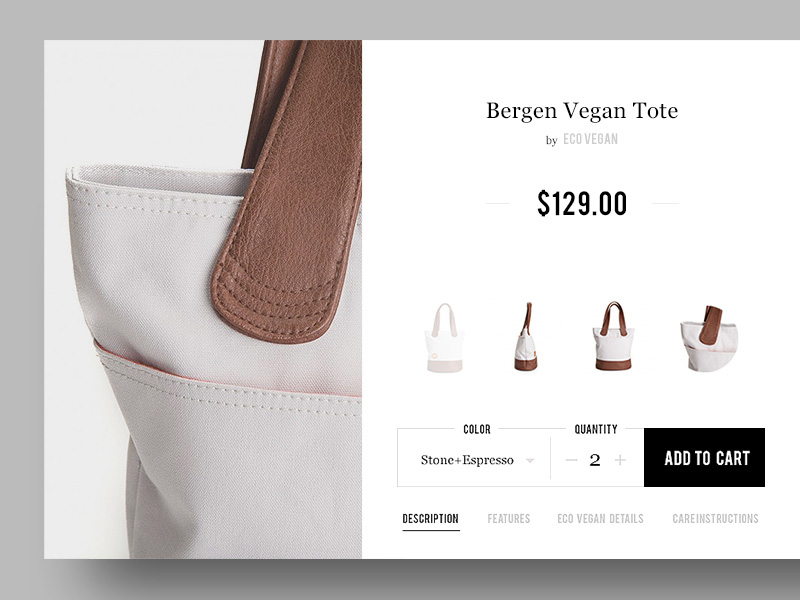 Bergen Vegan Tote
by ECO VEGAN
$129.00
COLOR QUANTITY
Stone+Espresso − 2 + ADD TO CART
DESCRIPTION FEATURES ECO VEGAN DETAILS CAREINSTRUCTIONS